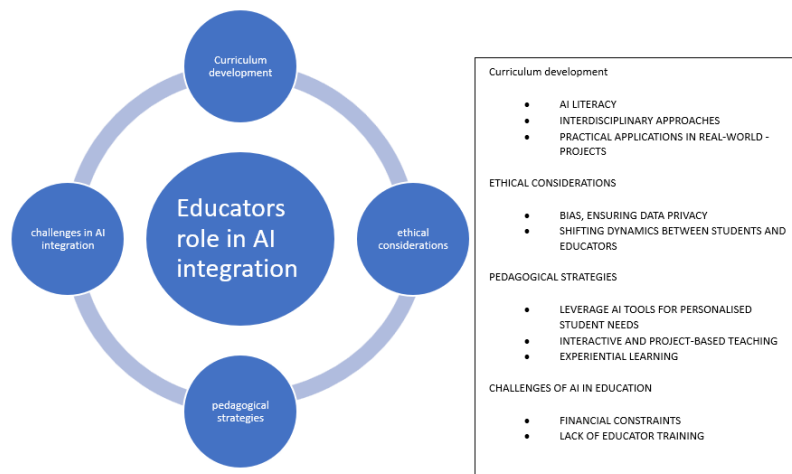 Curriculum
development
challenges in AI
integration
Educators
role in AI
integration
ethical
considerations
pedagogical
strategies
Curriculum development
AI LITERACY
INTERDISCIPLINARY APPROACHES
PRACTICAL APPLICATIONS IN REAL-WORLD -
PROJECTS
ETHICAL CONSIDERATIONS
BIAS, ENSURING DATA PRIVACY
SHIFTING DYNAMICS BETWEEN STUDENTS AND
EDUCATORS
PEDAGOGICAL STRATEGIES
LEVERAGE AI TOOLS FOR PERSONALISED
STUDENT NEEDS
INTERACTIVE AND PROJECT-BASED TEACHING
EXPERIENTIAL LEARNING
CHALLENGES OF AI IN EDUCATION
FINANCIAL CONSTRAINTS
LACK OF EDUCATOR TRAINING